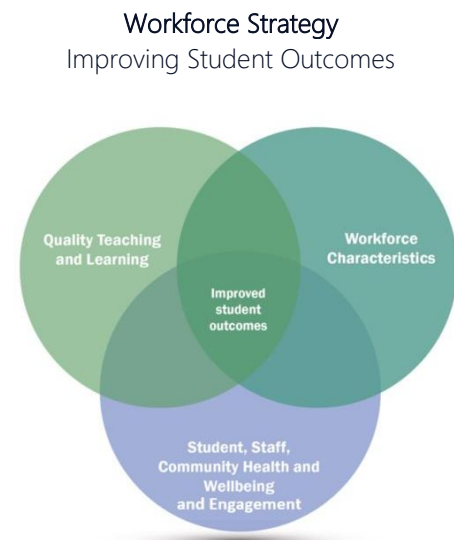 Workforce Strategy
Improving Student Outcomes
Quality Teaching
and Learning
Workforce
Characteristics
Improved
student
outcomes
Student, Staff,
Community Health and
Wellbeing
and Engagement